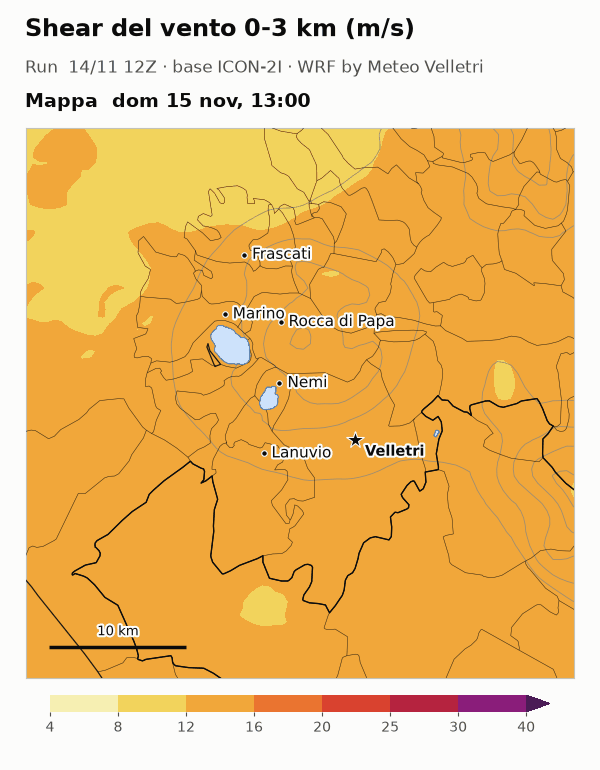 Shear del vento 0-3 km (m/s)
Run 14/11 12Z · base ICON-2I · WRF by Meteo Velletri
Mappa dom 15 nov, 13:00
Frascati
Marino
Rocca di Papa
Nemi
Velletri
Lanuvio
10 km
4 8 12 16 20 25 30 40